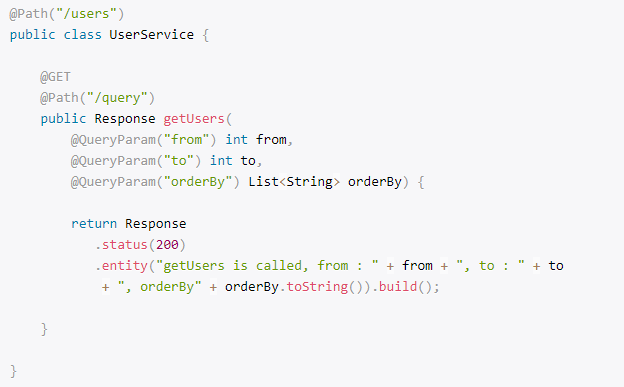 @Path("/users")
public class UserService {
@GET
@Path("/query")
public Response getUsers(
@QueryParam("from") int from,
@QueryParam("to") int to,
@QueryParam("orderBy") List<String> orderBy) {
return Response
.status(200)
.entity("getUsers is called, from : " + from + ", to : " + to
+ ", orderBy" + orderBy.toString()).build();
}
}